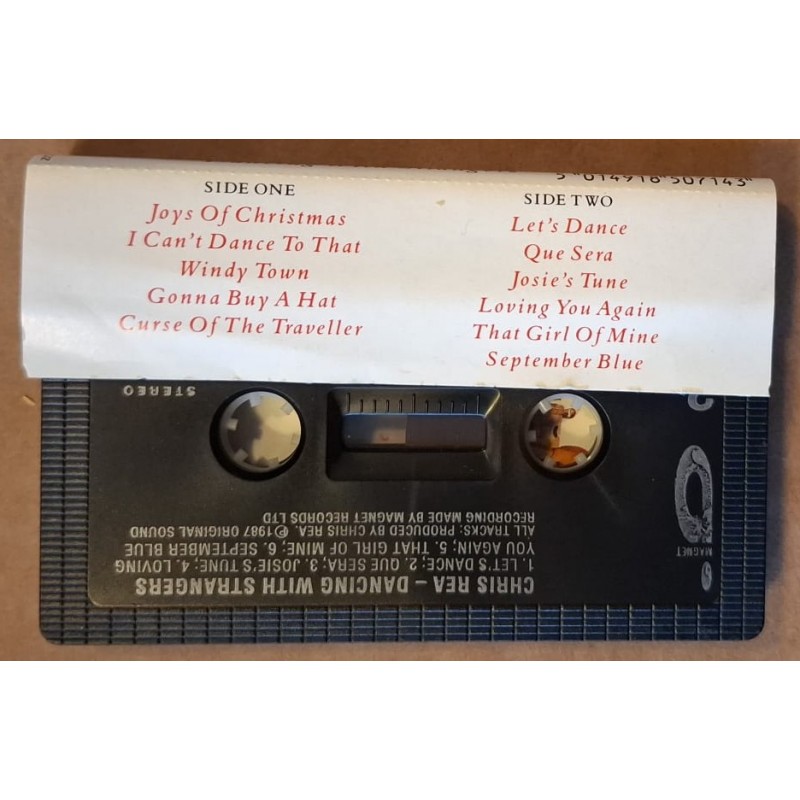 5 014918 507143
SIDE ONE
Joys Of Christmas
I Can't Dance To That
Windy Town
Gonna Buy A Hat
Curse Of The Traveller
SIDE TWO
Let's Dance
Que Sera
Josie's Tune
Loving You Again
That Girl Of Mine
September Blue
CHRIS REA – DANCING WITH STRANGERS
1. LET'S DANCE; 2. QUE SERA; 3. JOSIE'S TUNE; 4. LOVING
YOU AGAIN; 5. THAT GIRL OF MINE; 6. SEPTEMBER BLUE
ALL TRACKS: PRODUCED BY CHRIS REA. ℗1987 ORIGINAL SOUND
RECORDING MADE BY MAGNET RECORDS LTD
MAGNET
2
STEREO